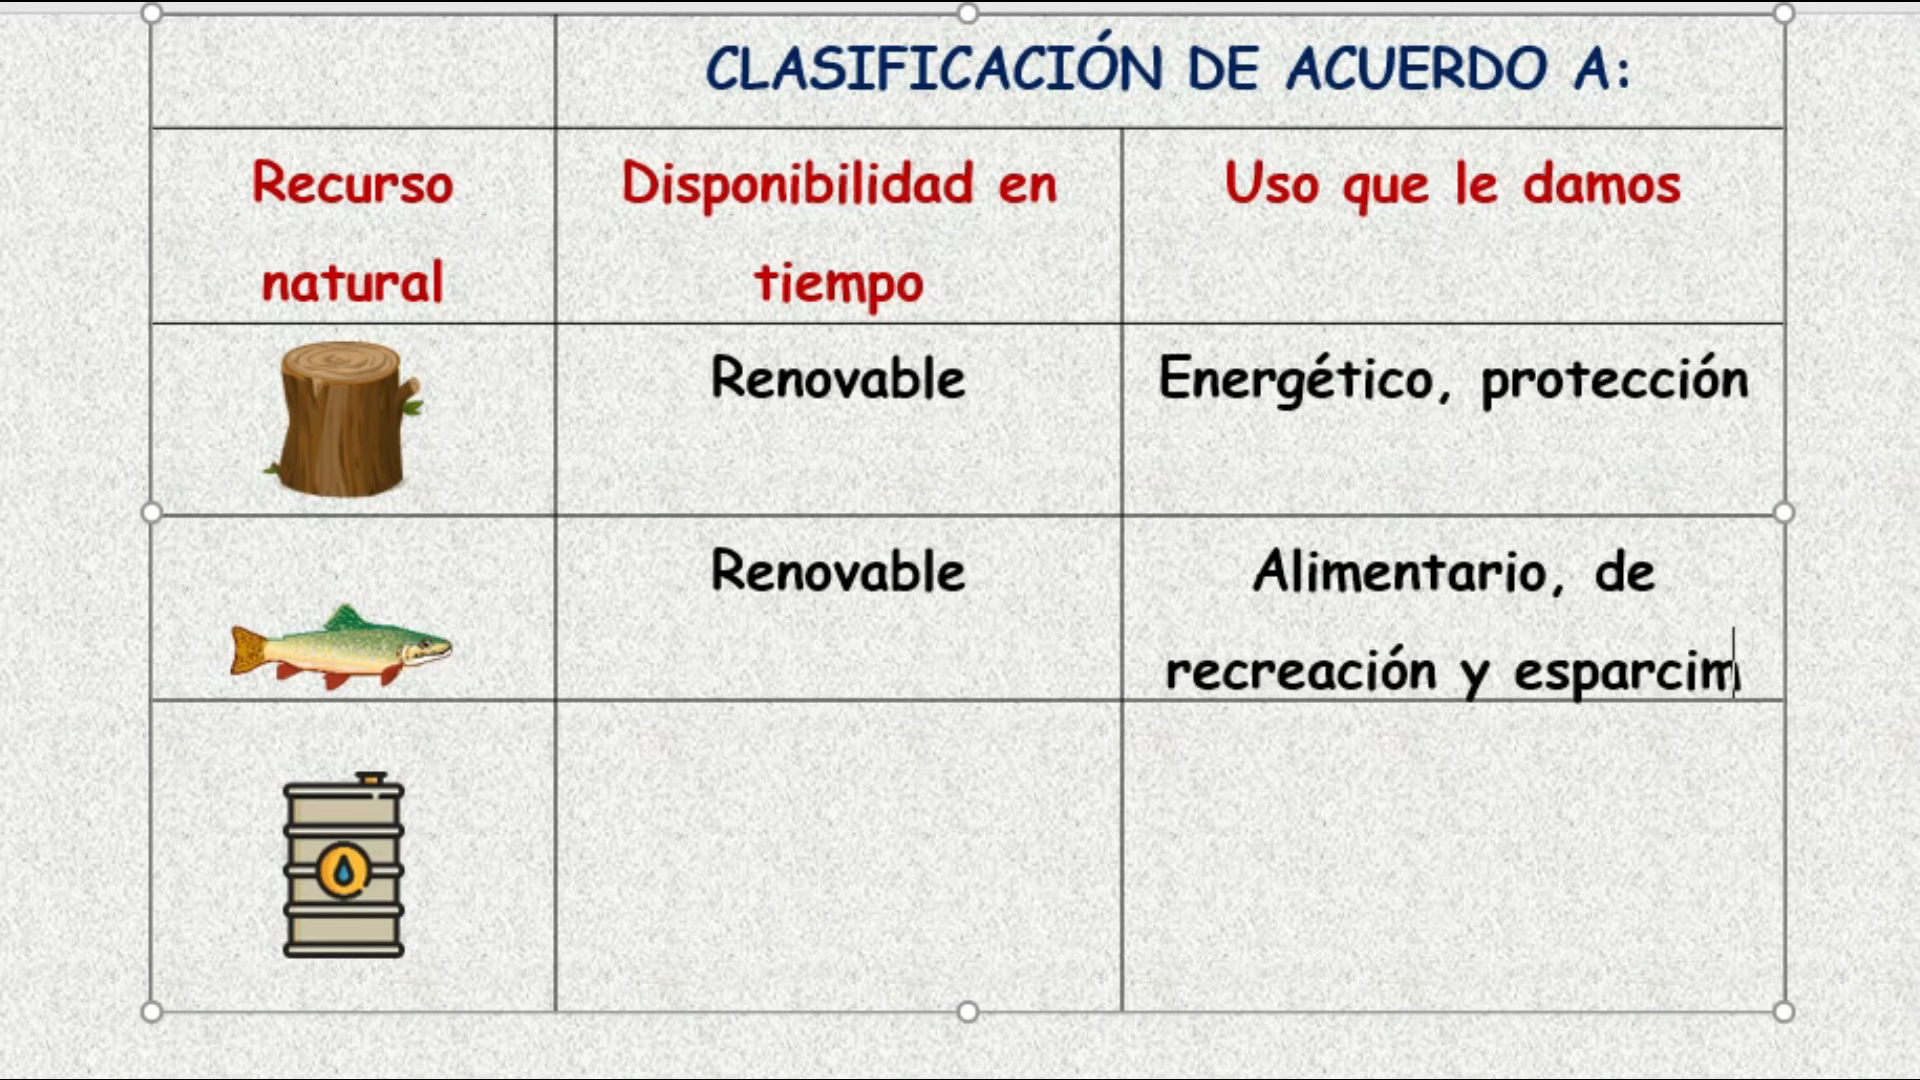 CLASIFICACIÓN DE ACUERDO A:
Recurso
natural
Disponibilidad en
tiempo
Uso que le damos
Renovable
Energético, protección
Renovable
Alimentario, de
recreación y esparcim